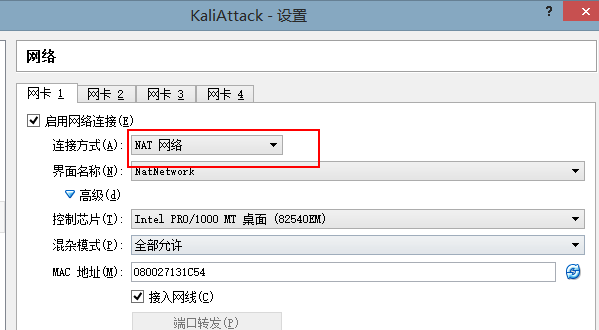 KaliAttack - 设置
网络
网卡 1 网卡 2 网卡 3 网卡 4
启用网络连接(E)
连接方式(A): NAT 网络
界面名称(N): NatNetwork
高级(d)
控制芯片(T): Intel PRO/1000 MT 桌面 (82540EM)
混杂模式(P): 全部允许
MAC 地址(M): 080027131C54
接入网线(C)
端口转发(P)